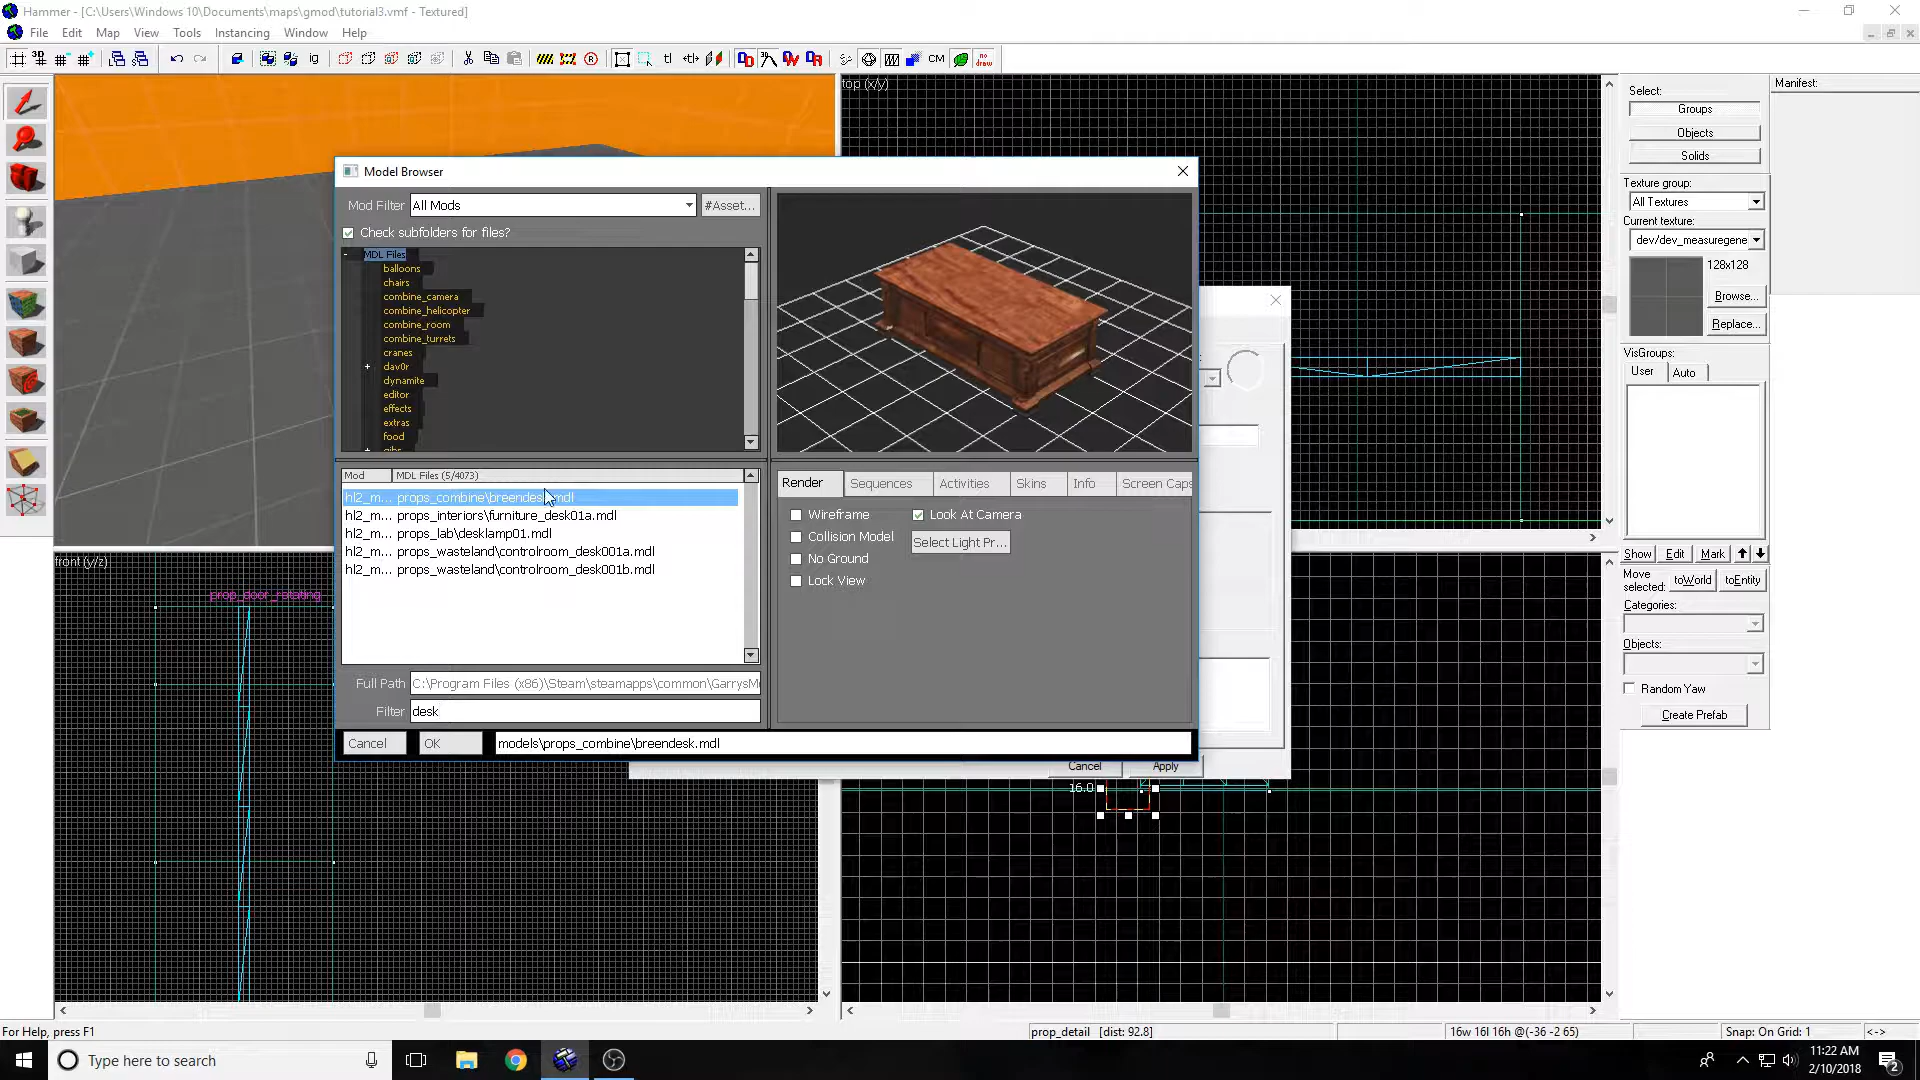 Hammer - [C:\Users\Windows 10\Documents\maps\gmod\tutorial3.vmf - Textured]
File Edit Map View Tools Instancing Window Help
3D ig tl +tl+ CM no draw
top (x/y)
Select:
Groups
Objects
Solids
Texture group:
All Textures
Current texture:
dev/dev_measuregene
128x128
Browse...
Replace...
VisGroups:
User Auto
Show Edit Mark
Move selected: toWorld toEntity
Categories:
Objects:
Random Yaw
Create Prefab
Manifest:
Model Browser
Mod Filter All Mods #Asset...
Check subfolders for files?
MDL Files
balloons
chairs
combine_camera
combine_helicopter
combine_room
combine_turrets
cranes
dav0r
dynamite
editor
effects
extras
food
gibs
Mod MDL Files (5/4073)
hl2_m... props_combine\breendesk.mdl
hl2_m... props_interiors\furniture_desk01a.mdl
hl2_m... props_lab\desklamp01.mdl
hl2_m... props_wasteland\controlroom_desk001a.mdl
hl2_m... props_wasteland\controlroom_desk001b.mdl
Full Path C:\Program Files (x86)\Steam\steamapps\common\GarrysM
Filter desk
Cancel OK models\props_combine\breendesk.mdl
Render Sequences Activities Skins Info Screen Caps
Wireframe
Collision Model
No Ground
Lock View
Look At Camera
Select Light Pr...
Cancel Apply
16.0
front (y/z)
prop_door_rotating
For Help, press F1
prop_detail [dist: 92.8]
16w 16l 16h @(-36 -2 65)
Snap: On Grid: 1
<->
Type here to search
11:22 AM
2/10/2018
2